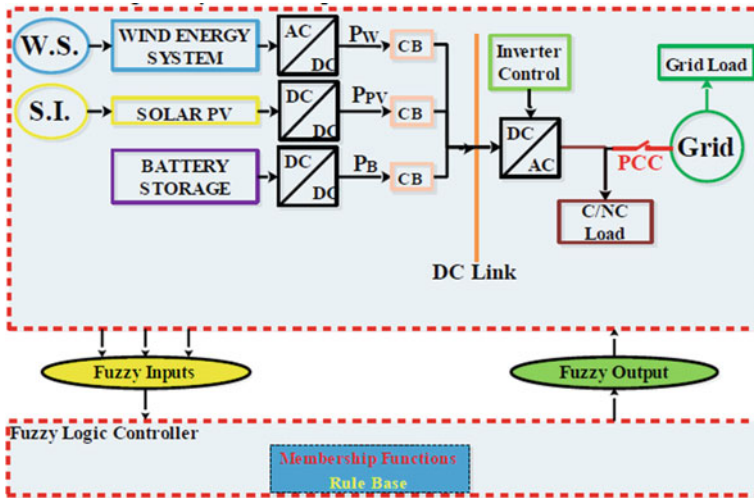 W.S.
WIND ENERGY
SYSTEM
AC
DC
PW
CB
Inverter
Control
Grid Load
S.I.
SOLAR PV
DC
DC
PPV
CB
DC
AC
PCC
Grid
BATTERY
STORAGE
DC
DC
PB
CB
C/NC
Load
DC Link
Fuzzy Inputs
Fuzzy Output
Fuzzy Logic Controller
Membership Functions
Rule Base